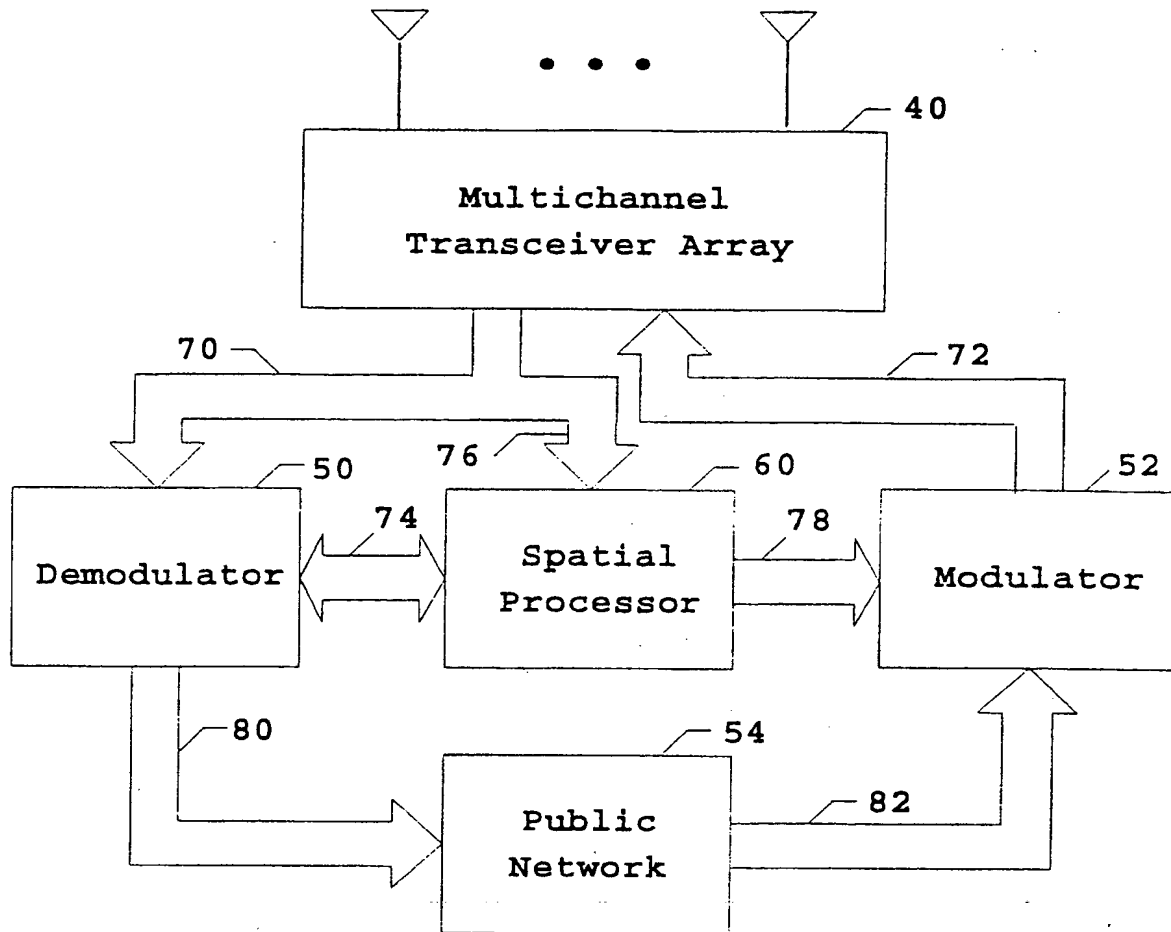 40
Multichannel
Transceiver Array
70
72
76
50
60
52
74
78
Demodulator
Spatial
Processor
Modulator
80
54
82
Public
Network